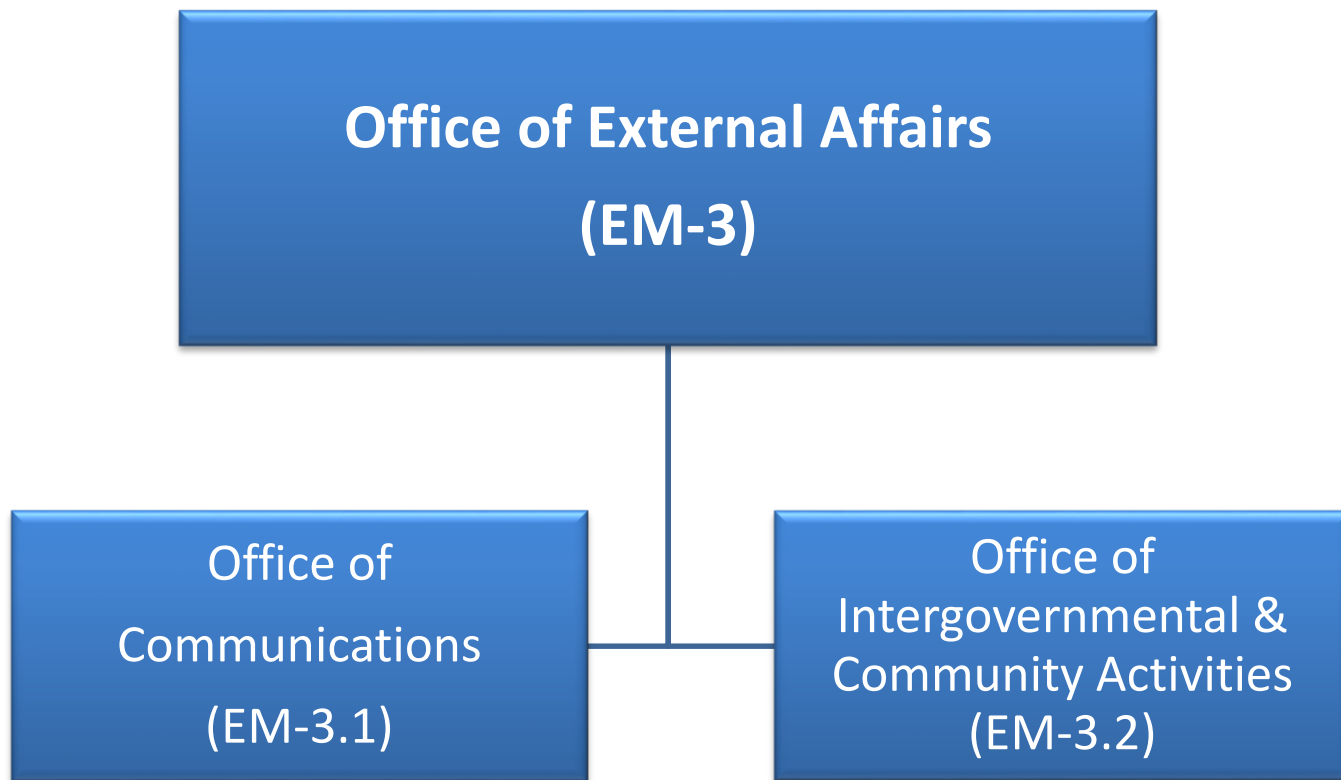 Office of External Affairs
(EM-3)
Office of
Communications
(EM-3.1)
Office of
Intergovernmental &
Community Activities
(EM-3.2)